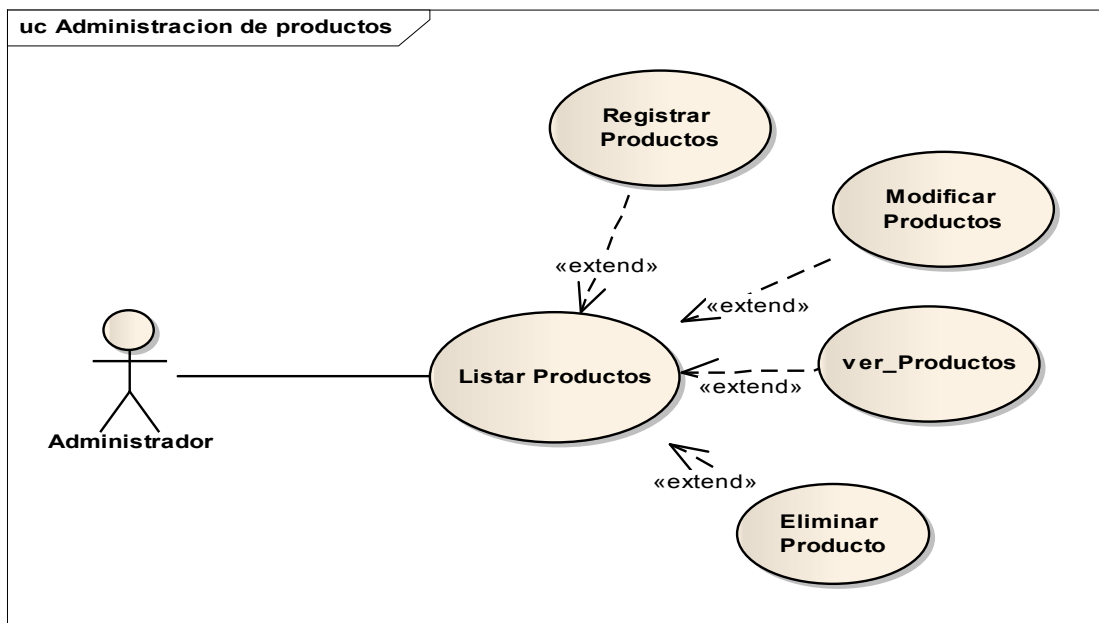 uc Administracion de productos
Registrar
Productos
Modificar
Productos
«extend»
«extend»
ver_Productos
Listar Productos
«extend»
Administrador
«extend»
Eliminar
Producto